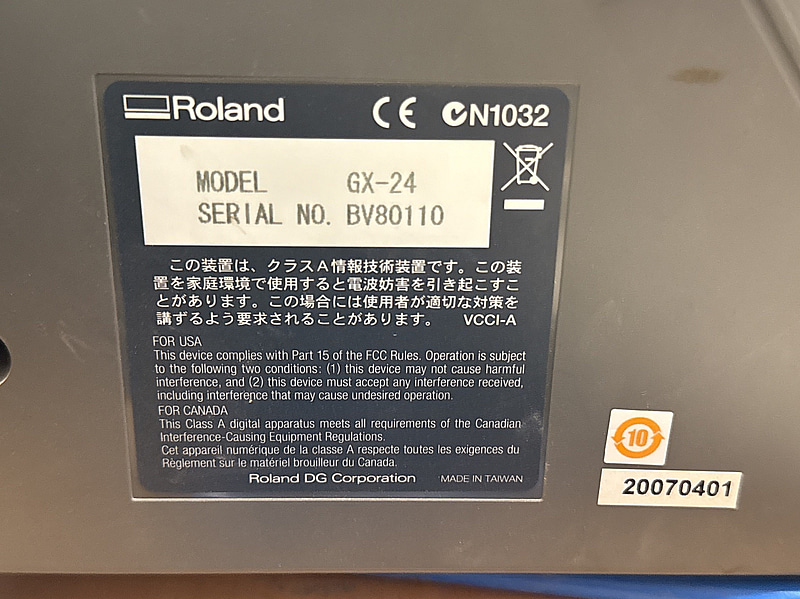 Roland
CE N1032
MODEL GX-24
SERIAL NO. BV80110
この装置は、クラスA情報技術装置です。この装
置を家庭環境で使用すると電波妨害を引き起こすこ
とがあります。この場合には使用者が適切な対策を
講ずるよう要求されることがあります。 VCCI-A
FOR USA
This device complies with Part 15 of the FCC Rules. Operation is subject
to the following two conditions: (1) this device may not cause harmful
interference, and (2) this device must accept any interference received,
including interference that may cause undesired operation.
FOR CANADA
This Class A digital apparatus meets all requirements of the Canadian
Interference-Causing Equipment Regulations.
Cet appareil numérique de la classe A respecte toutes les exigences du
Règlement sur le matériel brouilleur du Canada.
Roland DG Corporation MADE IN TAIWAN
10
20070401